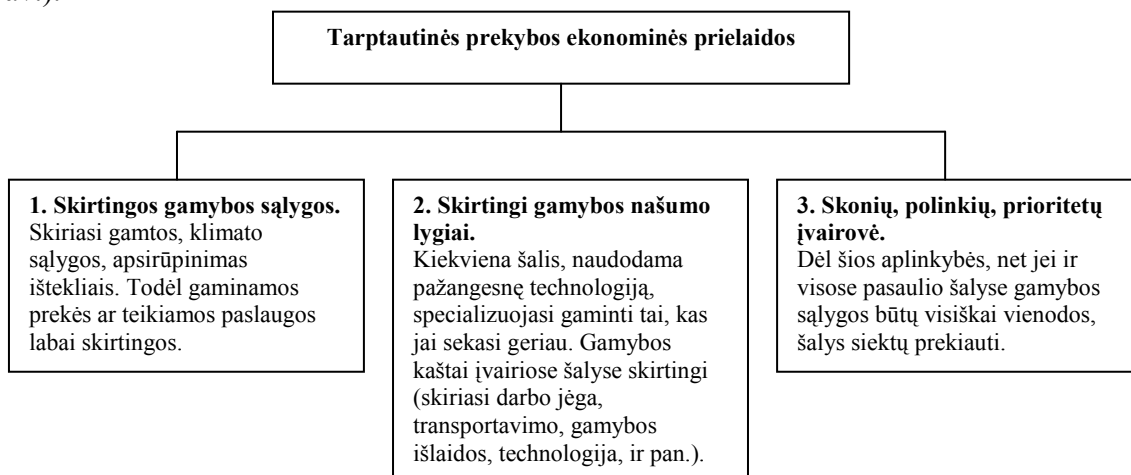 Tarptautinės prekybos ekonominės prielaidos
1. Skirtingos gamybos sąlygos.
Skiriasi gamtos, klimato
sąlygos, apsirūpinimas
ištekliais. Todėl gaminamos
prekės ar teikiamos paslaugos
labai skirtingos.
2. Skirtingi gamybos našumo
lygiai.
Kiekviena šalis, naudodama
pažangesnę technologiją,
specializuojasi gaminti tai, kas
jai sekasi geriau. Gamybos
kaštai įvairiose šalyse skirtingi
(skiriasi darbo jėga,
transportavimo, gamybos
išlaidos, technologija, ir pan.).
3. Skonių, polinkių, prioritetų
įvairovė.
Dėl šios aplinkybės, net jei ir
visose pasaulio šalyse gamybos
sąlygos būtų visiškai vienodos,
šalys siektų prekiauti.